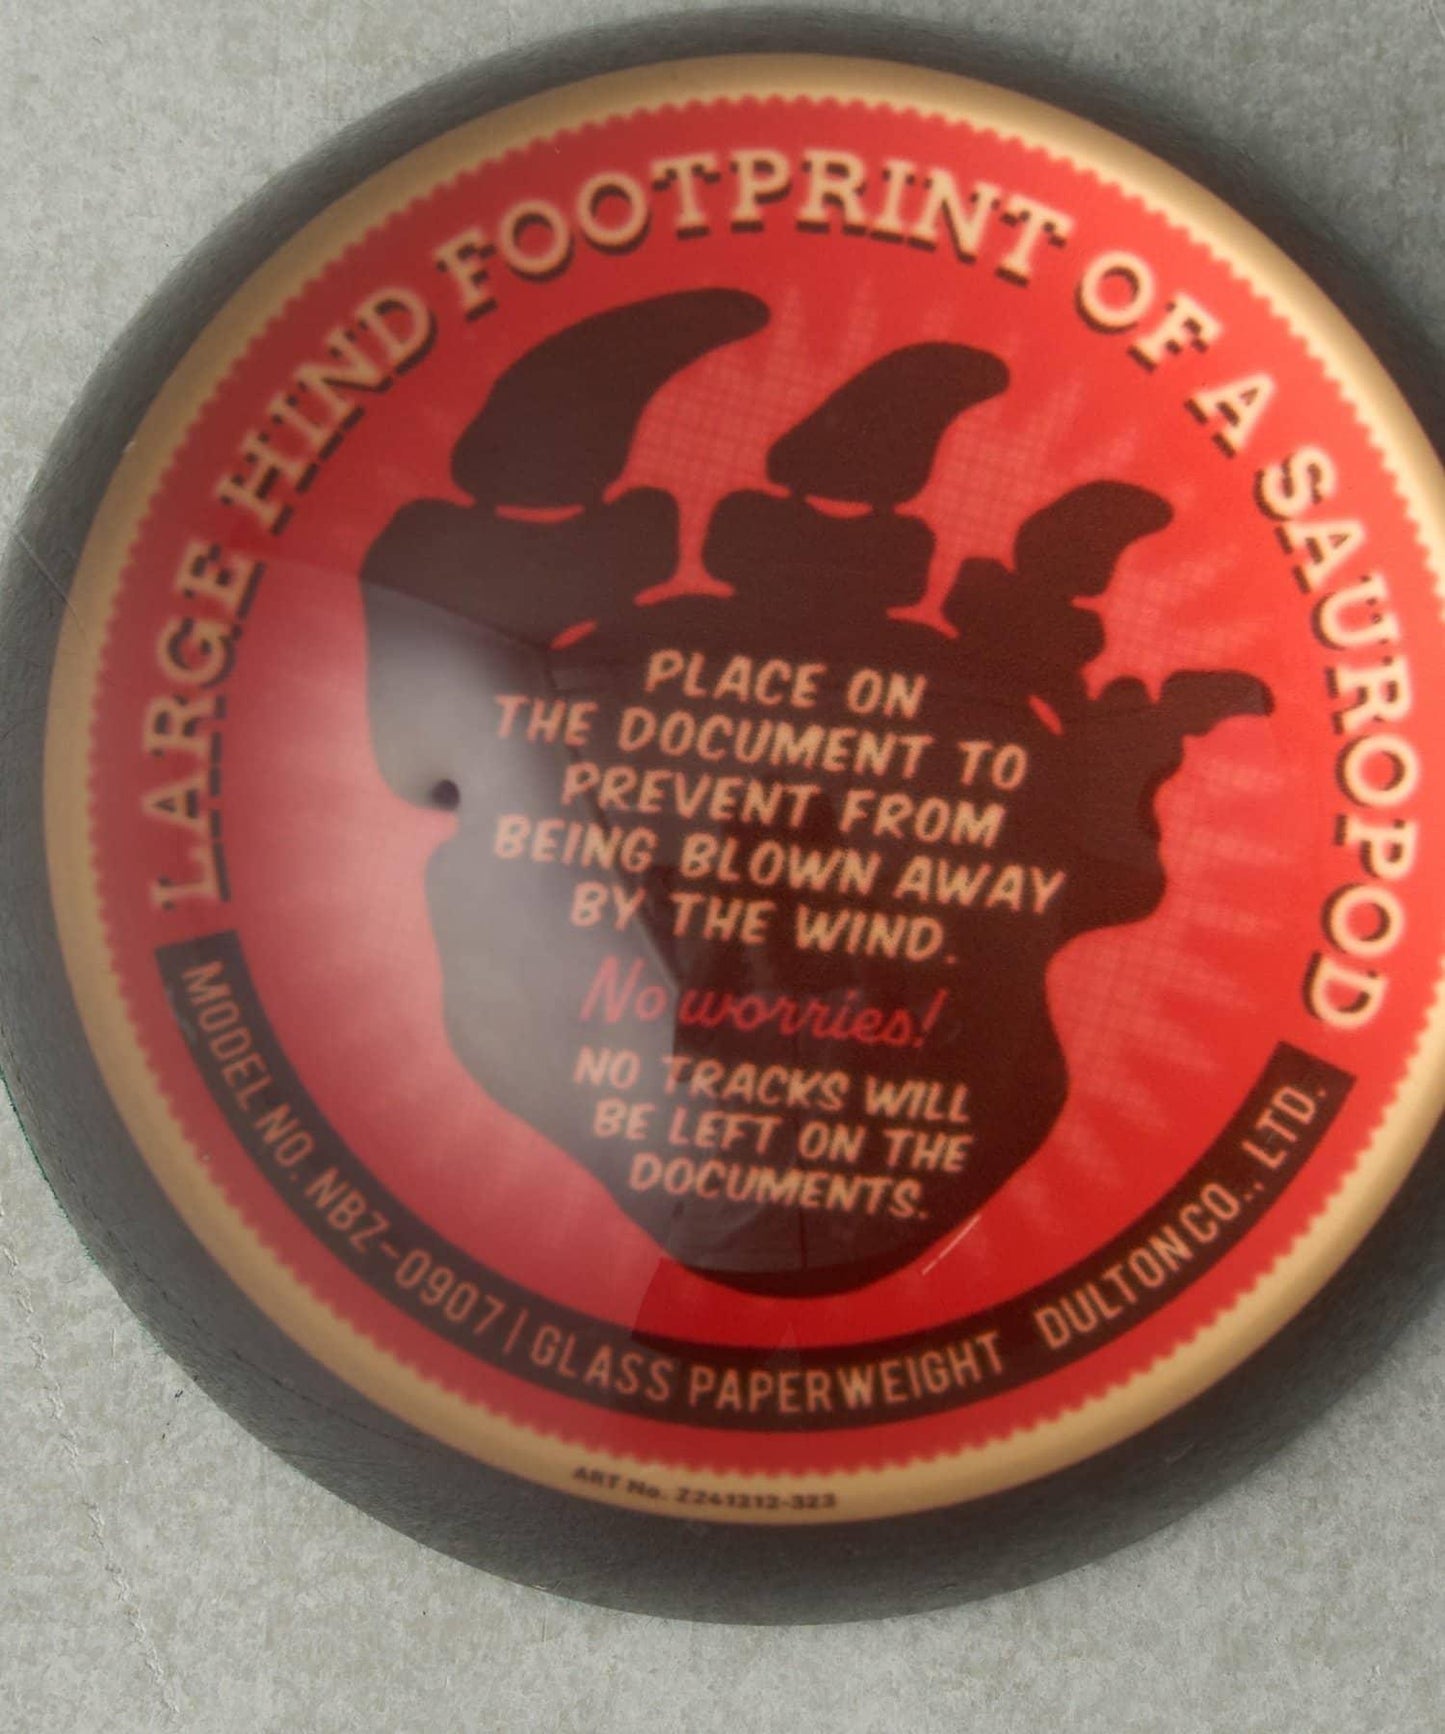 LARGE HIND FOOTPRINT OF A SAUROPOD
PLACE ON
THE DOCUMENT TO
PREVENT FROM
BEING BLOWN AWAY
BY THE WIND.
No worries!
NO TRACKS WILL
BE LEFT ON THE
DOCUMENTS.
MODEL NO. NBZ-0907 | GLASS PAPERWEIGHT DULTON CO., LTD.
ART No. Z241212-323